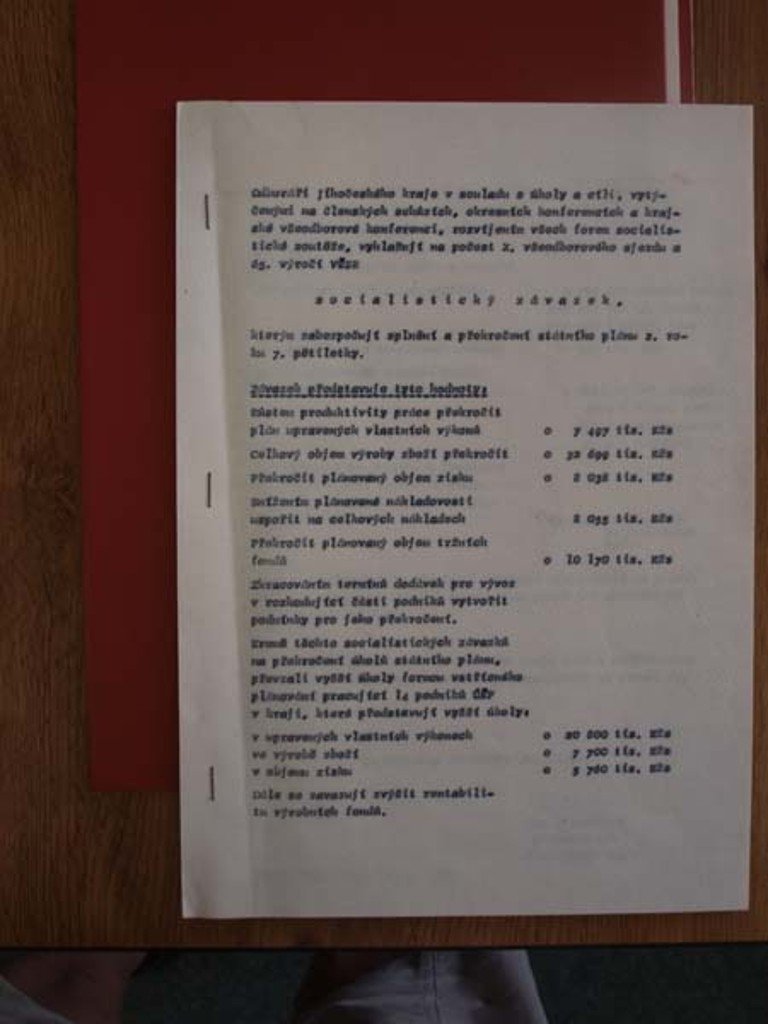 Odboráři jihočeského kraje v souladu s úkoly a cíli, vytý-
čenými na členských schůzích, okresních konferencích a kraj-
ské všeodborové konferenci, rozvíjením všech forem socialis-
tické soutěže, vyhlašují na počest X. všeodborového sjezdu a
65. výročí VŘSR
socialistický závazek,
kterým zabezpečují splnění a překročení státního plánu 2. ro-
ku 7. pětiletky.
Závazek představuje tyto hodnoty:
Růstem produktivity práce překročit
plán upravených vlastních výkonů o 7 497 tis. Kčs
Celkový objem výroby zboží překročit o 32 699 tis. Kčs
Překročit plánovaný objem zisku o 8 038 tis. Kčs
Snížením plánované nákladovosti
uspořit na celkových nákladech 8 055 tis. Kčs
Překročit plánovaný objem tržních
fondů o 10 170 tis. Kčs
Zkracováním termínů dodávek pro vývoz
v rozhodující části podniků vytvořit
podmínky pro jeho překročení.
Kromě těchto socialistických závazků
na překročení úkolů státního plánu,
převzali vyšší úkoly formou vstřícného
plánování pracující 14 podniků ČSR
v kraji, které představují vyšší úkoly:
v upravených vlastních výkonech o 20 800 tis. Kčs
ve výrobě zboží o 7 700 tis. Kčs
v objemu zisku o 5 760 tis. Kčs
Dále se zavazují zvýšit rentabili-
tu výrobních fondů.